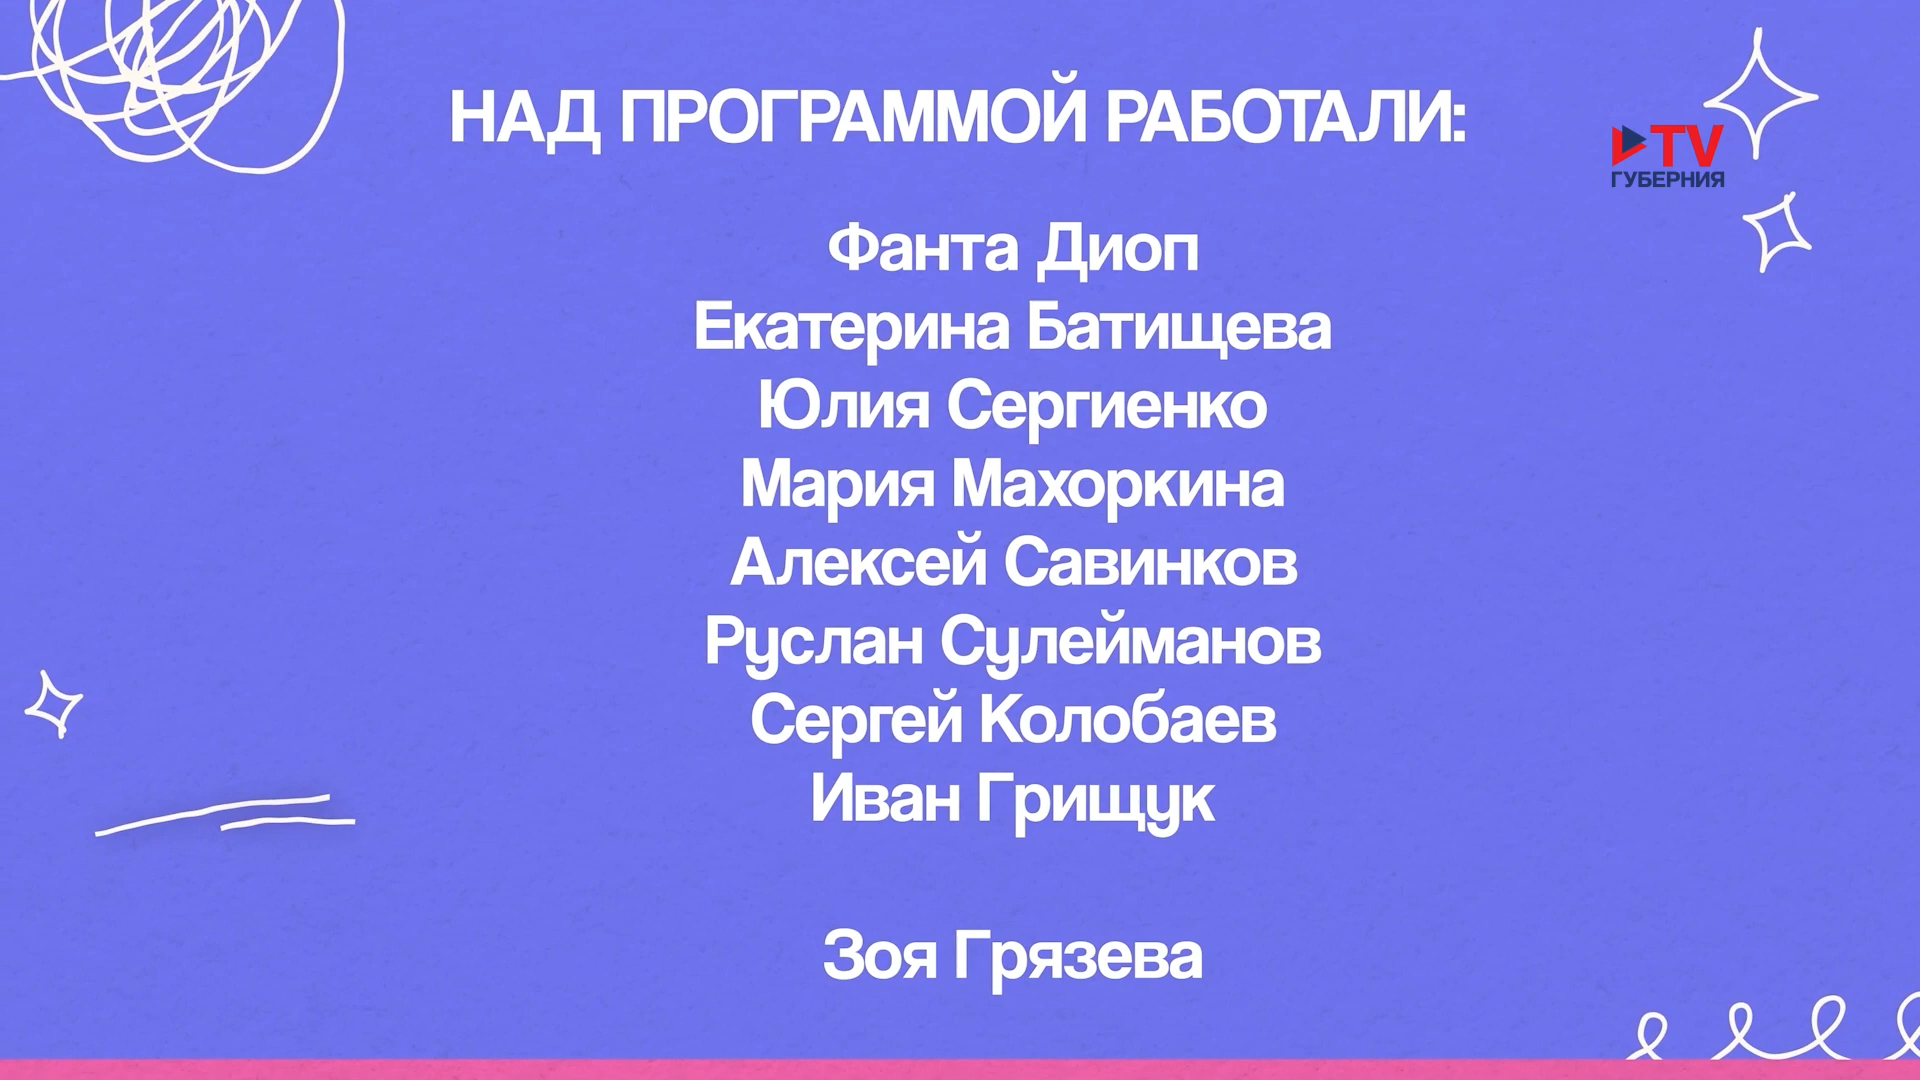 НАД ПРОГРАММОЙ РАБОТАЛИ:
TV
ГУБЕРНИЯ
Фанта Диоп
Екатерина Батищева
Юлия Сергиенко
Мария Махоркина
Алексей Савинков
Руслан Сулейманов
Сергей Колобаев
Иван Грищук
Зоя Грязева